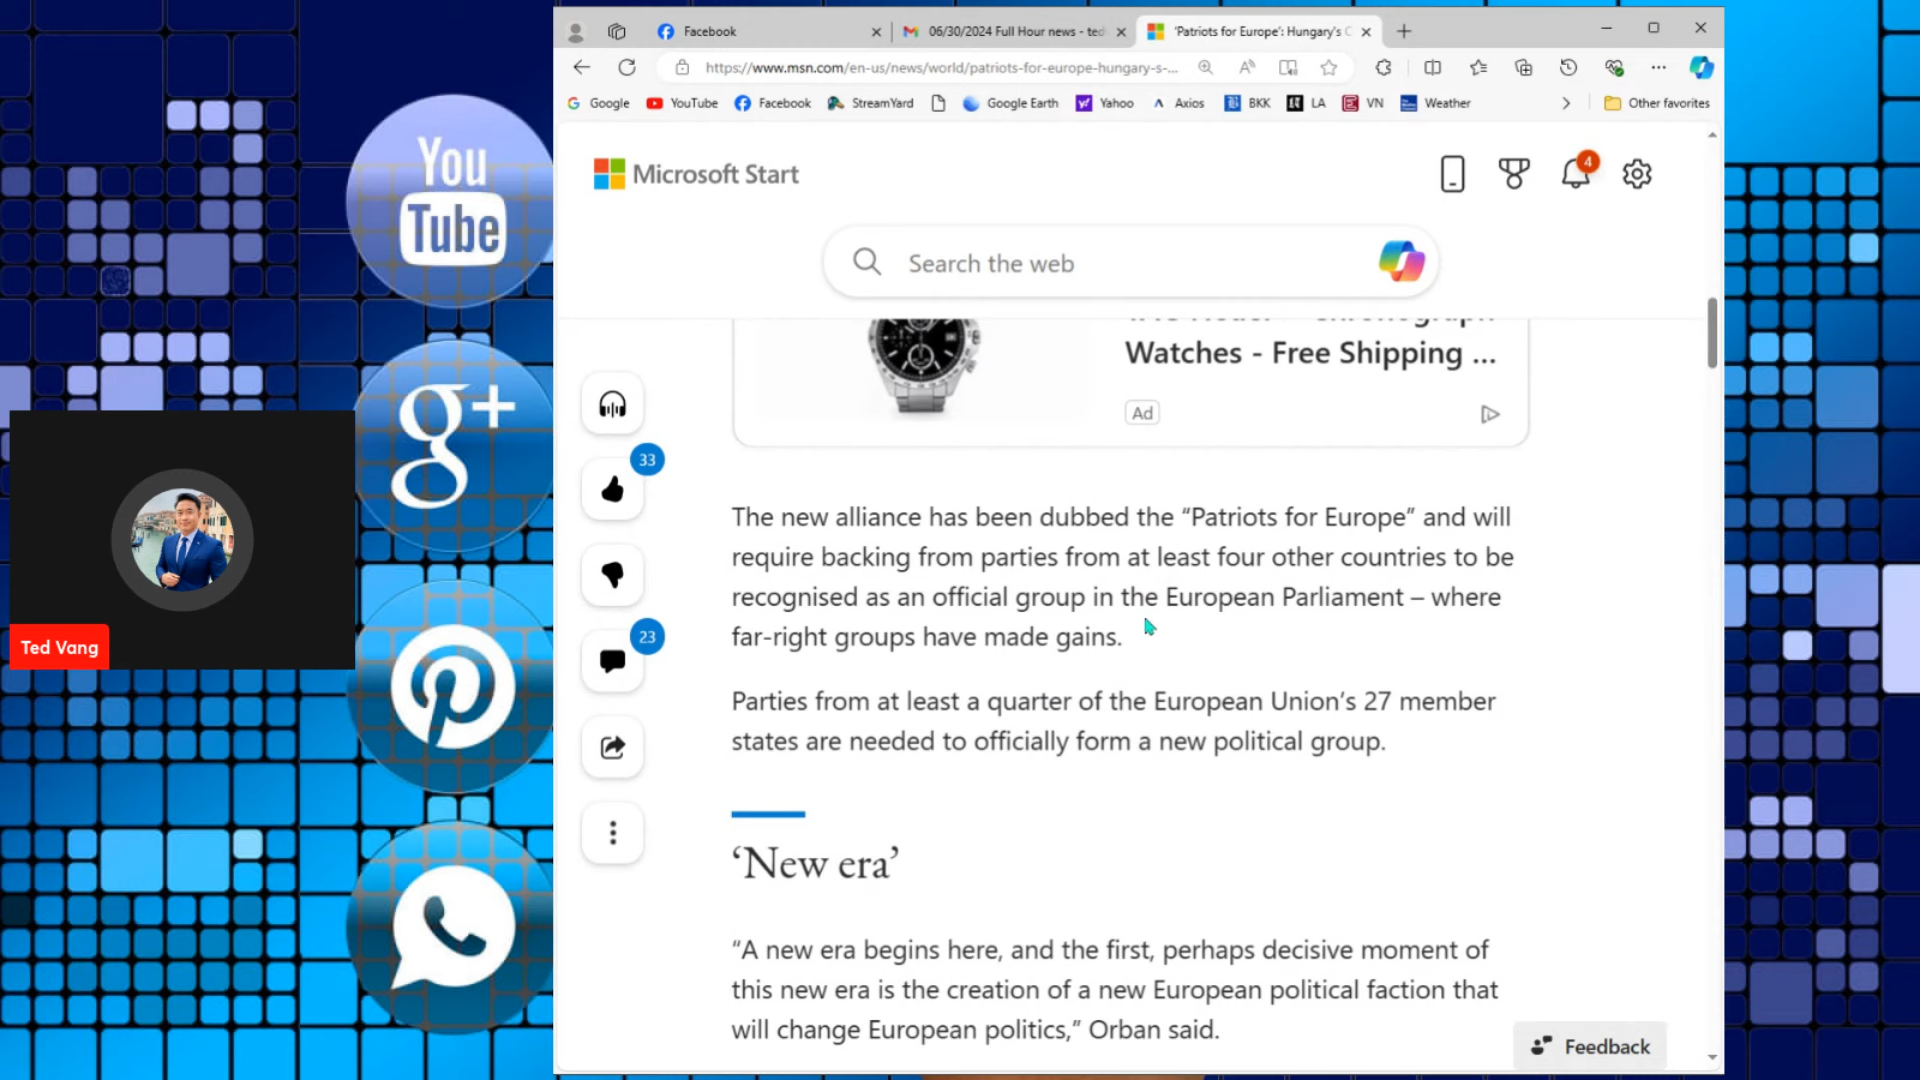 Facebook
06/30/2024 Full Hour news - ted
'Patriots for Europe': Hungary's C
https://www.msn.com/en-us/news/world/patriots-for-europe-hungary-s-...
Google
YouTube
Facebook
StreamYard
Google Earth
Yahoo
Axios
BKK
LA
VN
Weather
Other favorites
Microsoft Start
4
Search the web
Watches - Free Shipping ...
Ad
33
23
The new alliance has been dubbed the “Patriots for Europe” and will
require backing from parties from at least four other countries to be
recognised as an official group in the European Parliament – where
far-right groups have made gains.
Parties from at least a quarter of the European Union’s 27 member
states are needed to officially form a new political group.
‘New era’
“A new era begins here, and the first, perhaps decisive moment of
this new era is the creation of a new European political faction that
will change European politics,” Orban said.
Feedback
You
Tube
g+
Ted Vang